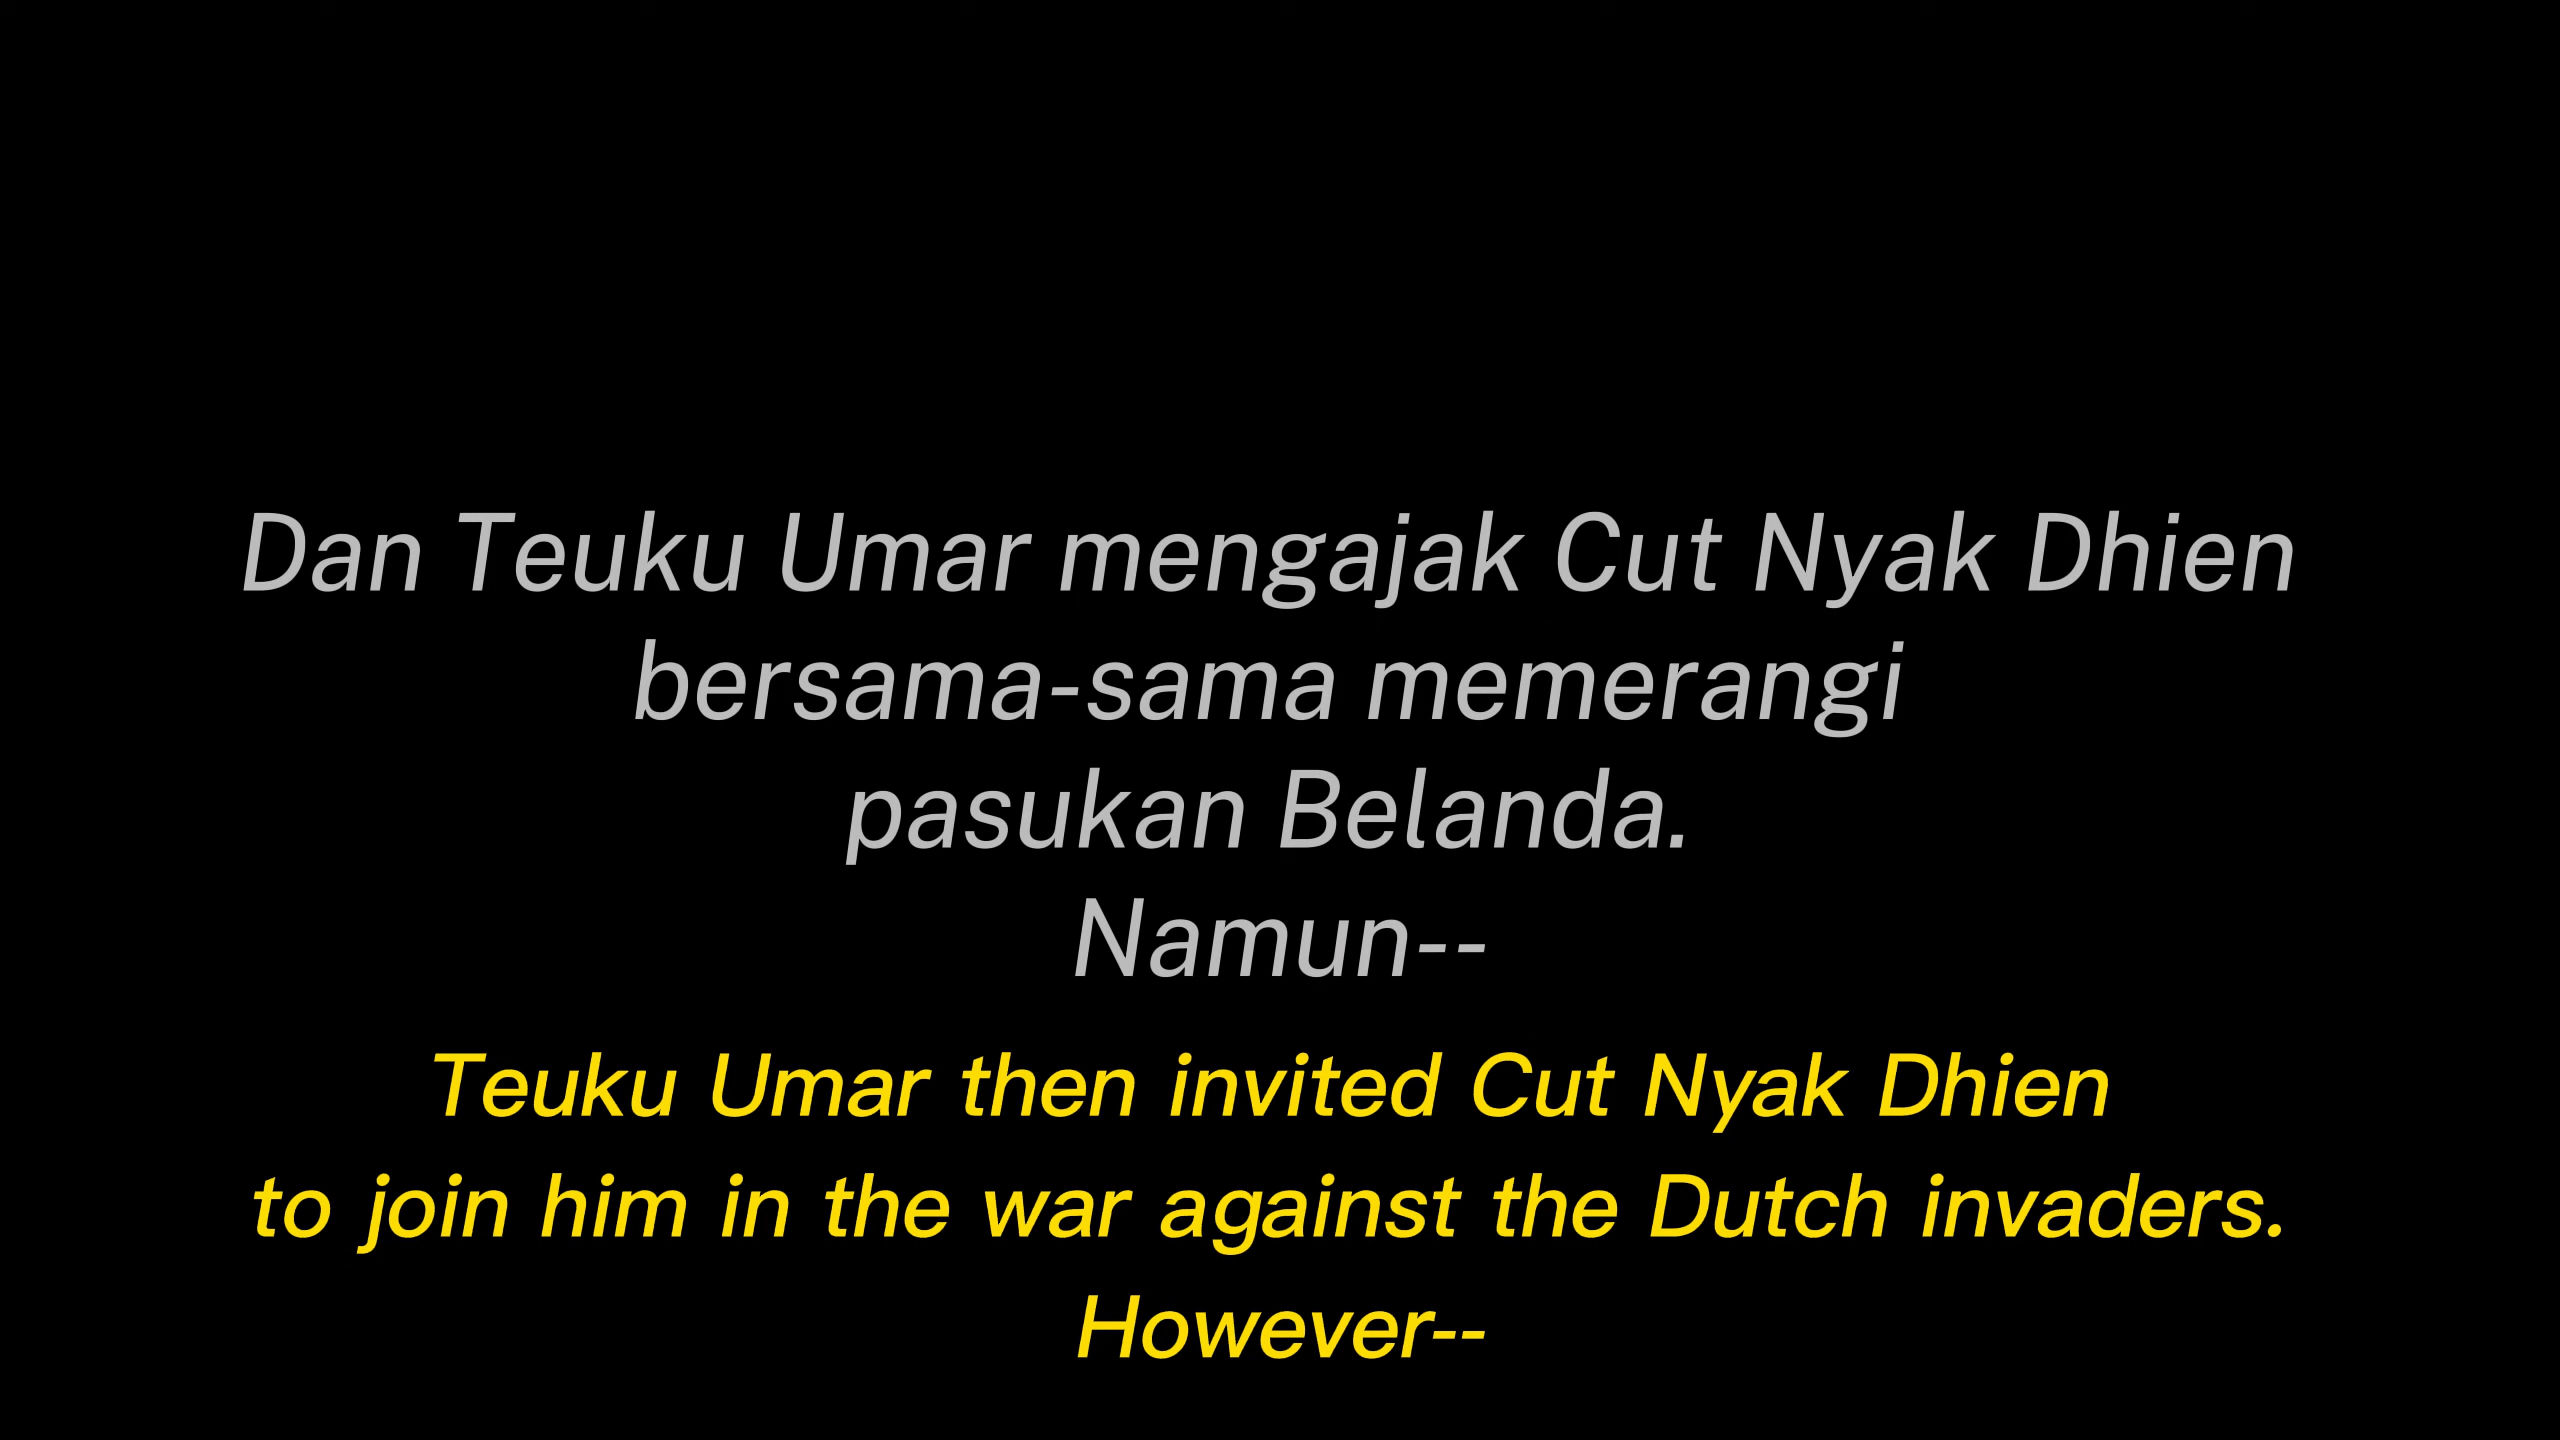 Dan Teuku Umar mengajak Cut Nyak Dhien
bersama-sama memerangi
pasukan Belanda.
Namun--
Teuku Umar then invited Cut Nyak Dhien
to join him in the war against the Dutch invaders.
However--